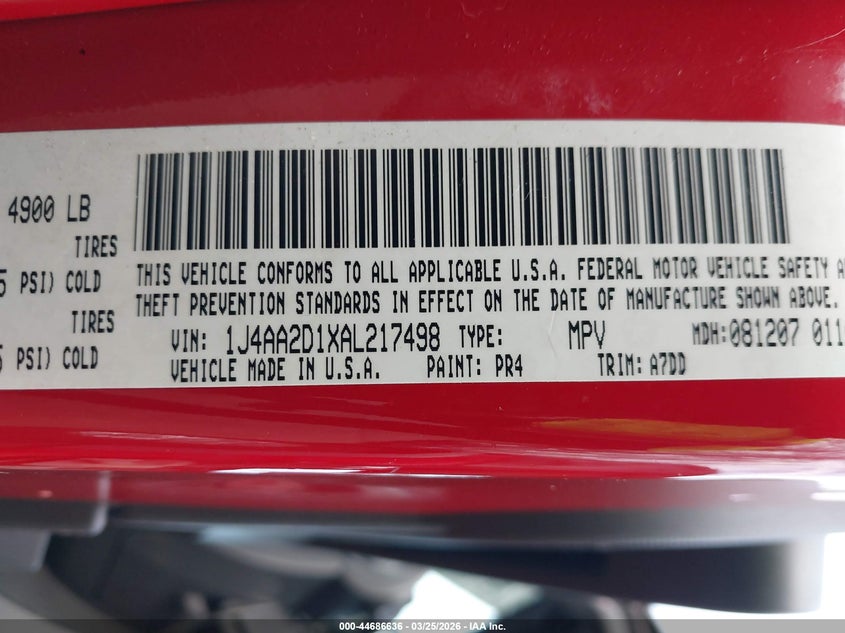 4900 LB
TIRES
5 PSI) COLD
TIRES
5 PSI) COLD
THIS VEHICLE CONFORMS TO ALL APPLICABLE U.S.A. FEDERAL MOTOR VEHICLE SAFETY A
THEFT PREVENTION STANDARDS IN EFFECT ON THE DATE OF MANUFACTURE SHOWN ABOVE.
VIN: 1J4AA2D1XAL217498 TYPE: MPV MDH:081207 011
VEHICLE MADE IN U.S.A. PAINT: PR4 TRIM: A7DD
000-44686636 - 03/25/2026 - IAA Inc.